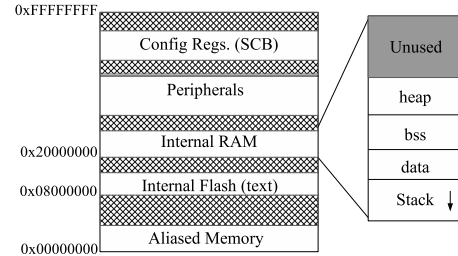 0xFFFFFFFF
Config Regs. (SCB)
Peripherals
Internal RAM
0x20000000
Internal Flash (text)
0x08000000
Aliased Memory
0x00000000
Unused
heap
bss
data
Stack